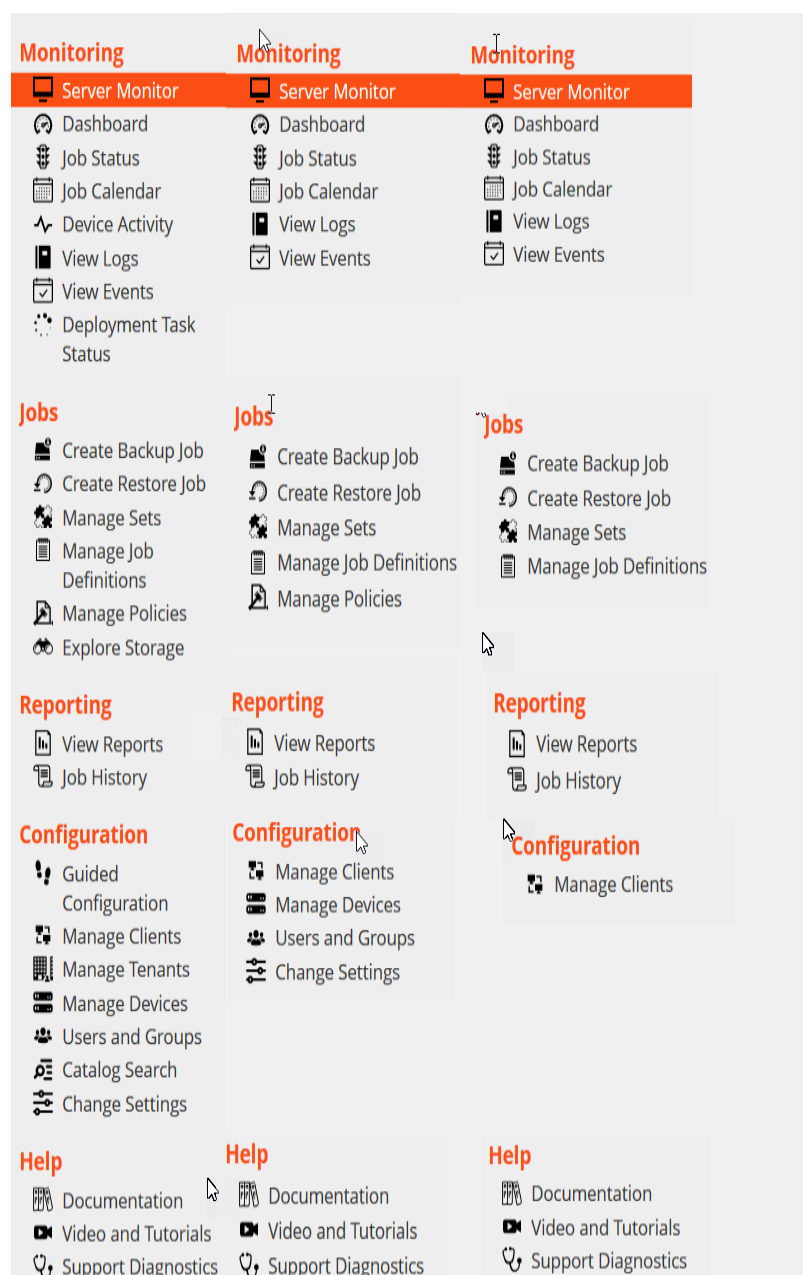 Monitoring
Server Monitor
Dashboard
Job Status
Job Calendar
Device Activity
View Logs
View Events
Deployment Task
Status
Jobs
Create Backup Job
Create Restore Job
Manage Sets
Manage Job
Definitions
Manage Policies
Explore Storage
Reporting
View Reports
Job History
Configuration
Guided
Configuration
Manage Clients
Manage Tenants
Manage Devices
Users and Groups
Catalog Search
Change Settings
Help
Documentation
Video and Tutorials
Support Diagnostics
Monitoring
Server Monitor
Dashboard
Job Status
Job Calendar
View Logs
View Events
Jobs
Create Backup Job
Create Restore Job
Manage Sets
Manage Job Definitions
Manage Policies
Reporting
View Reports
Job History
Configuration
Manage Clients
Manage Devices
Users and Groups
Change Settings
Help
Documentation
Video and Tutorials
Support Diagnostics
Monitoring
Server Monitor
Dashboard
Job Status
Job Calendar
View Logs
View Events
Jobs
Create Backup Job
Create Restore Job
Manage Sets
Manage Job Definitions
Reporting
View Reports
Job History
Configuration
Manage Clients
Help
Documentation
Video and Tutorials
Support Diagnostics